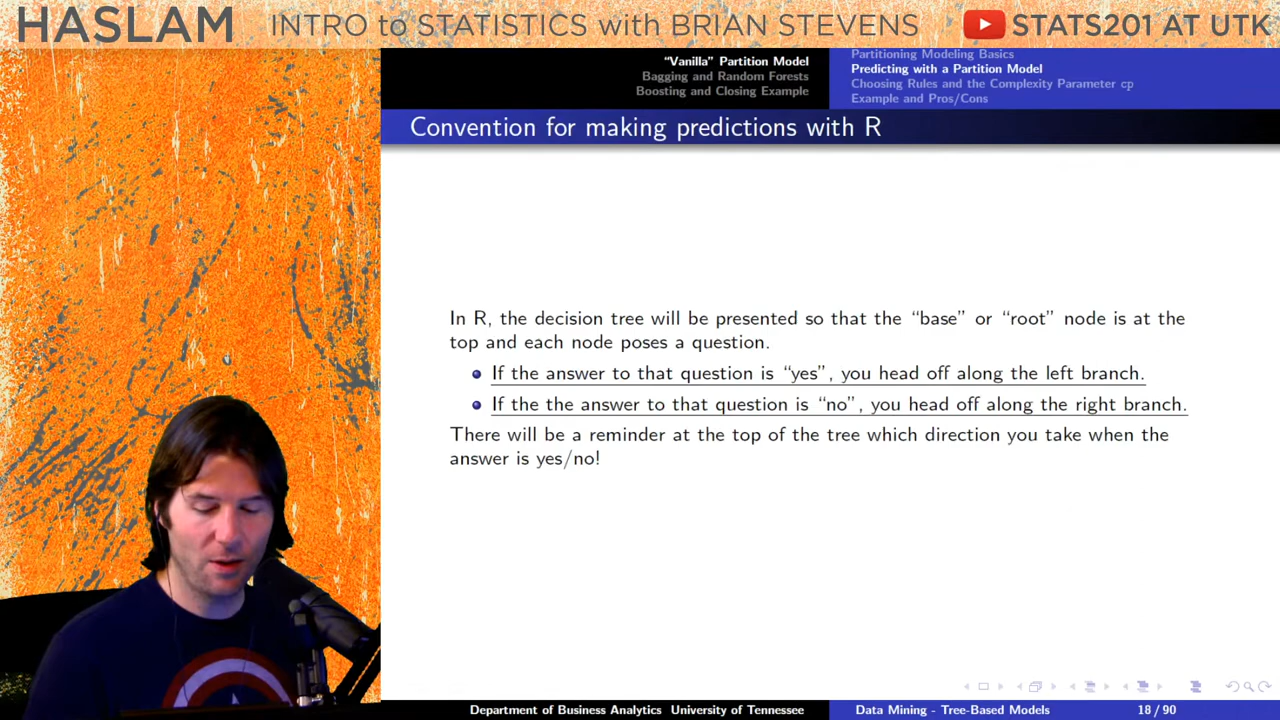 HASLAM INTRO to STATISTICS with BRIAN STEVENS STATS201 AT UTK
"Vanilla" Partition Model
Bagging and Random Forests
Boosting and Closing Example
Partitioning Modeling Basics
Predicting with a Partition Model
Choosing Rules and the Complexity Parameter cp
Example and Pros/Cons
Convention for making predictions with R
In R, the decision tree will be presented so that the "base" or "root" node is at the
top and each node poses a question.
If the answer to that question is "yes", you head off along the left branch.
If the the answer to that question is "no", you head off along the right branch.
There will be a reminder at the top of the tree which direction you take when the
answer is yes/no!
Department of Business Analytics University of Tennessee Data Mining - Tree-Based Models 18 / 90